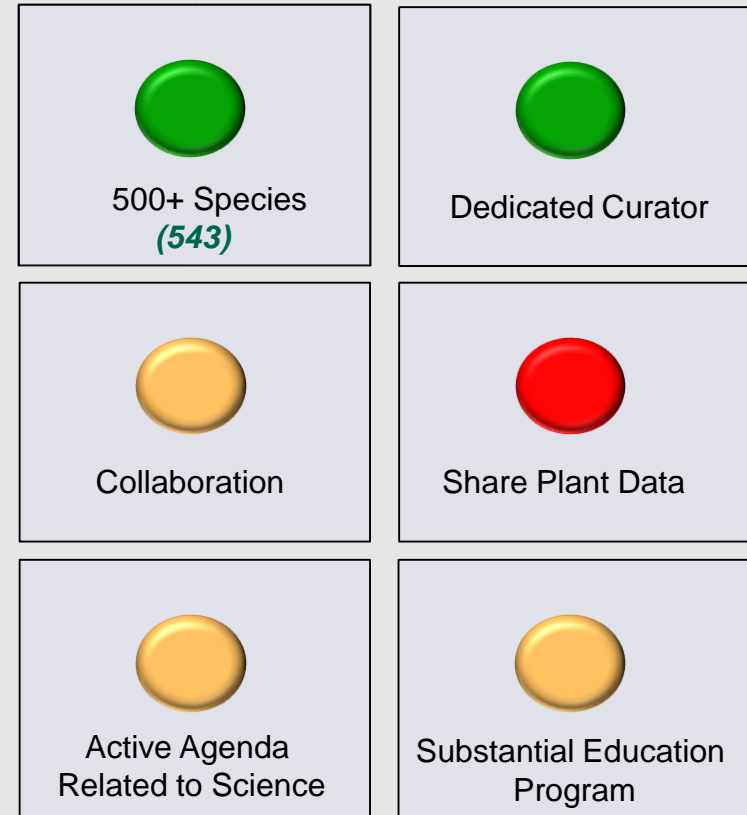 500+ Species
(543)
Dedicated Curator
Collaboration
Share Plant Data
Active Agenda
Related to Science
Substantial Education
Program